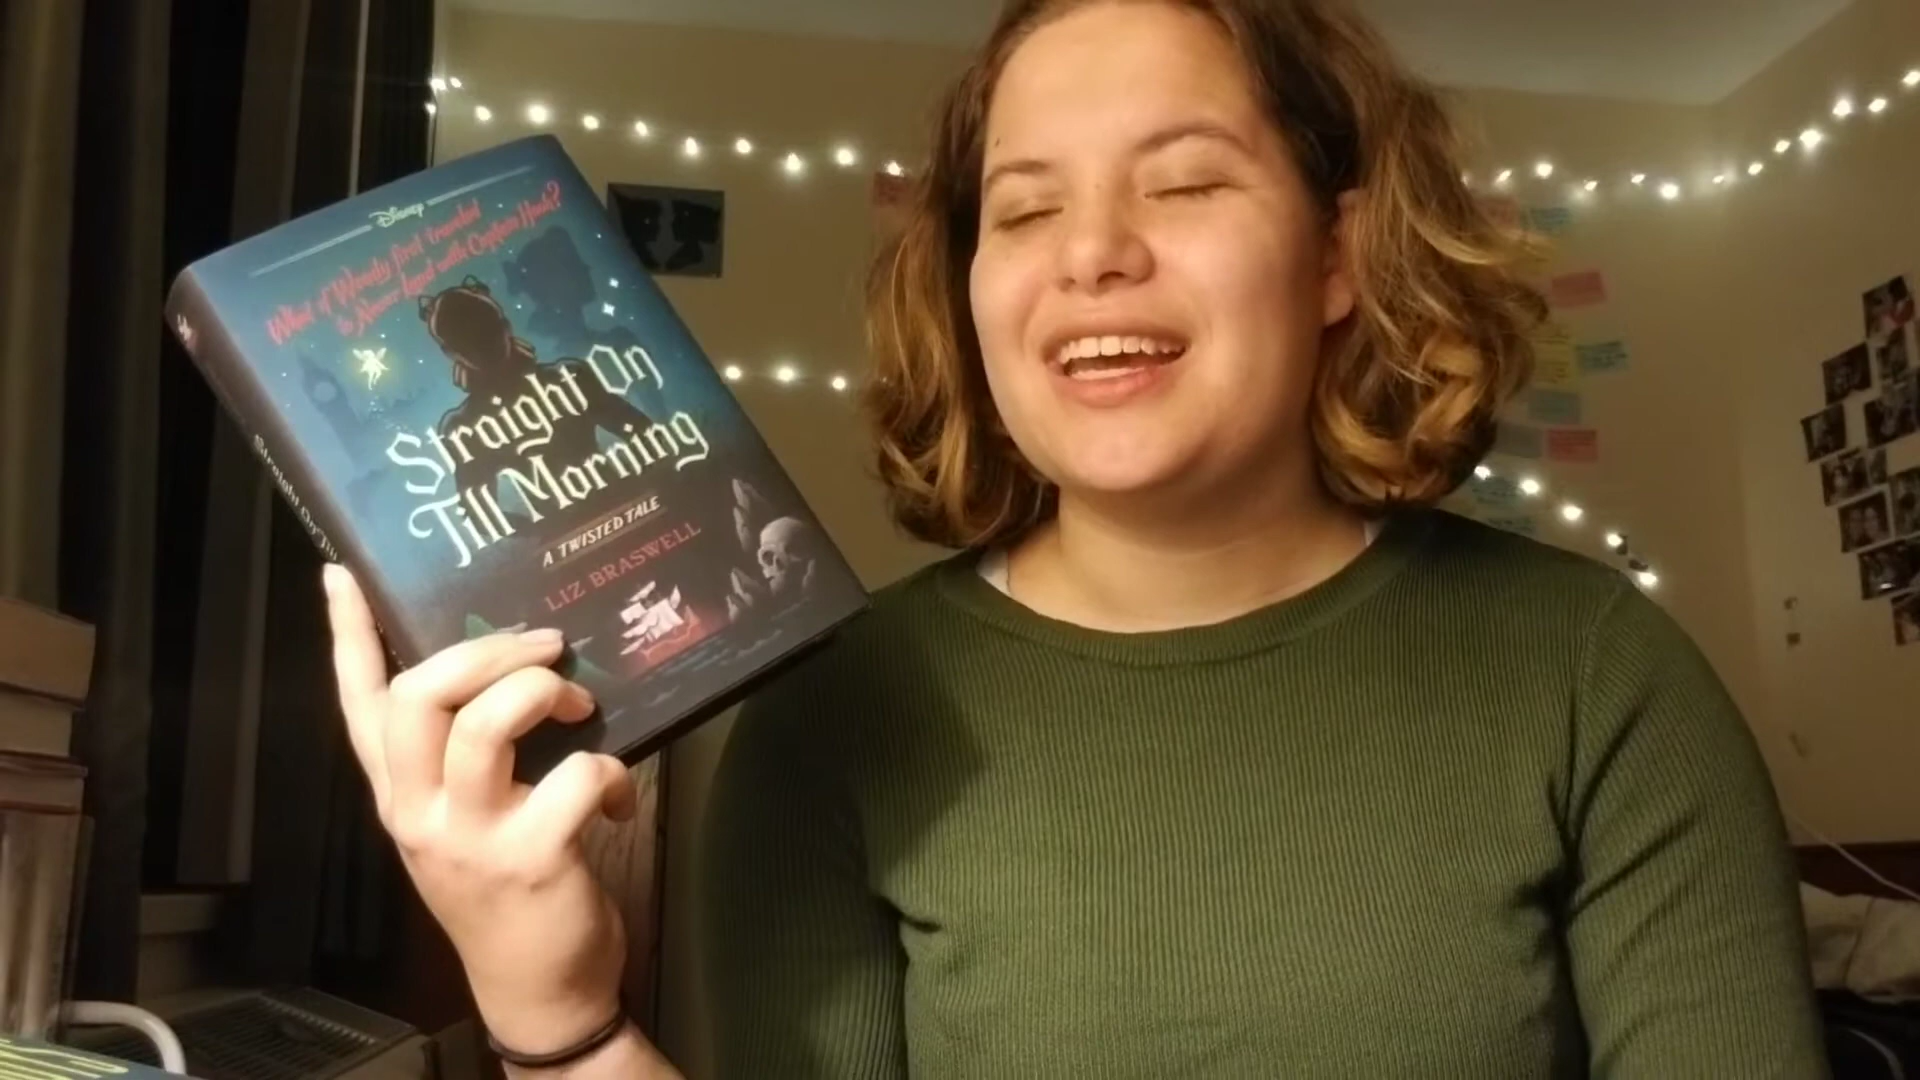 Disney
What if Wendy first traveled
to Never Land with Captain Hook?
Straight On
Till Morning
A TWISTED TALE
LIZ BRASWELL
Straight On Till